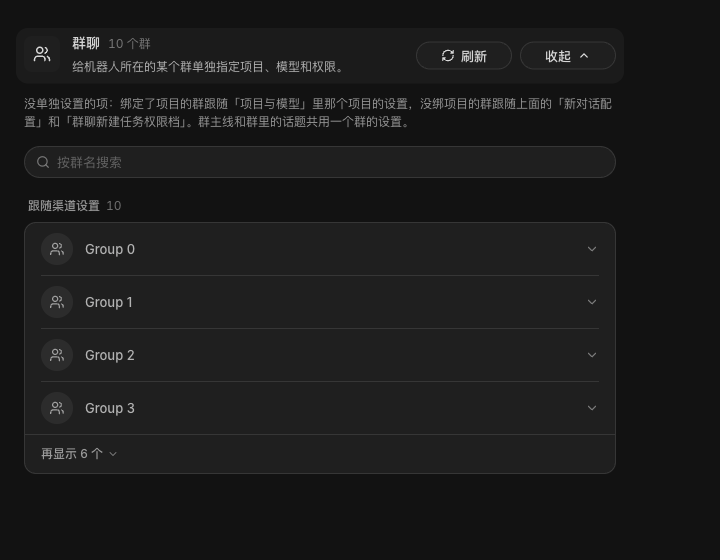 群聊 10 个群
给机器人所在的某个群单独指定项目、模型和权限。
刷新
收起
没单独设置的项：绑定了项目的群跟随「项目与模型」里那个项目的设置，没绑项目的群跟随上面的「新对话配
置」和「群聊新建任务权限档」。群主线和群里的话题共用一个群的设置。
按群名搜索
跟随渠道设置 10
Group 0
Group 1
Group 2
Group 3
再显示 6 个